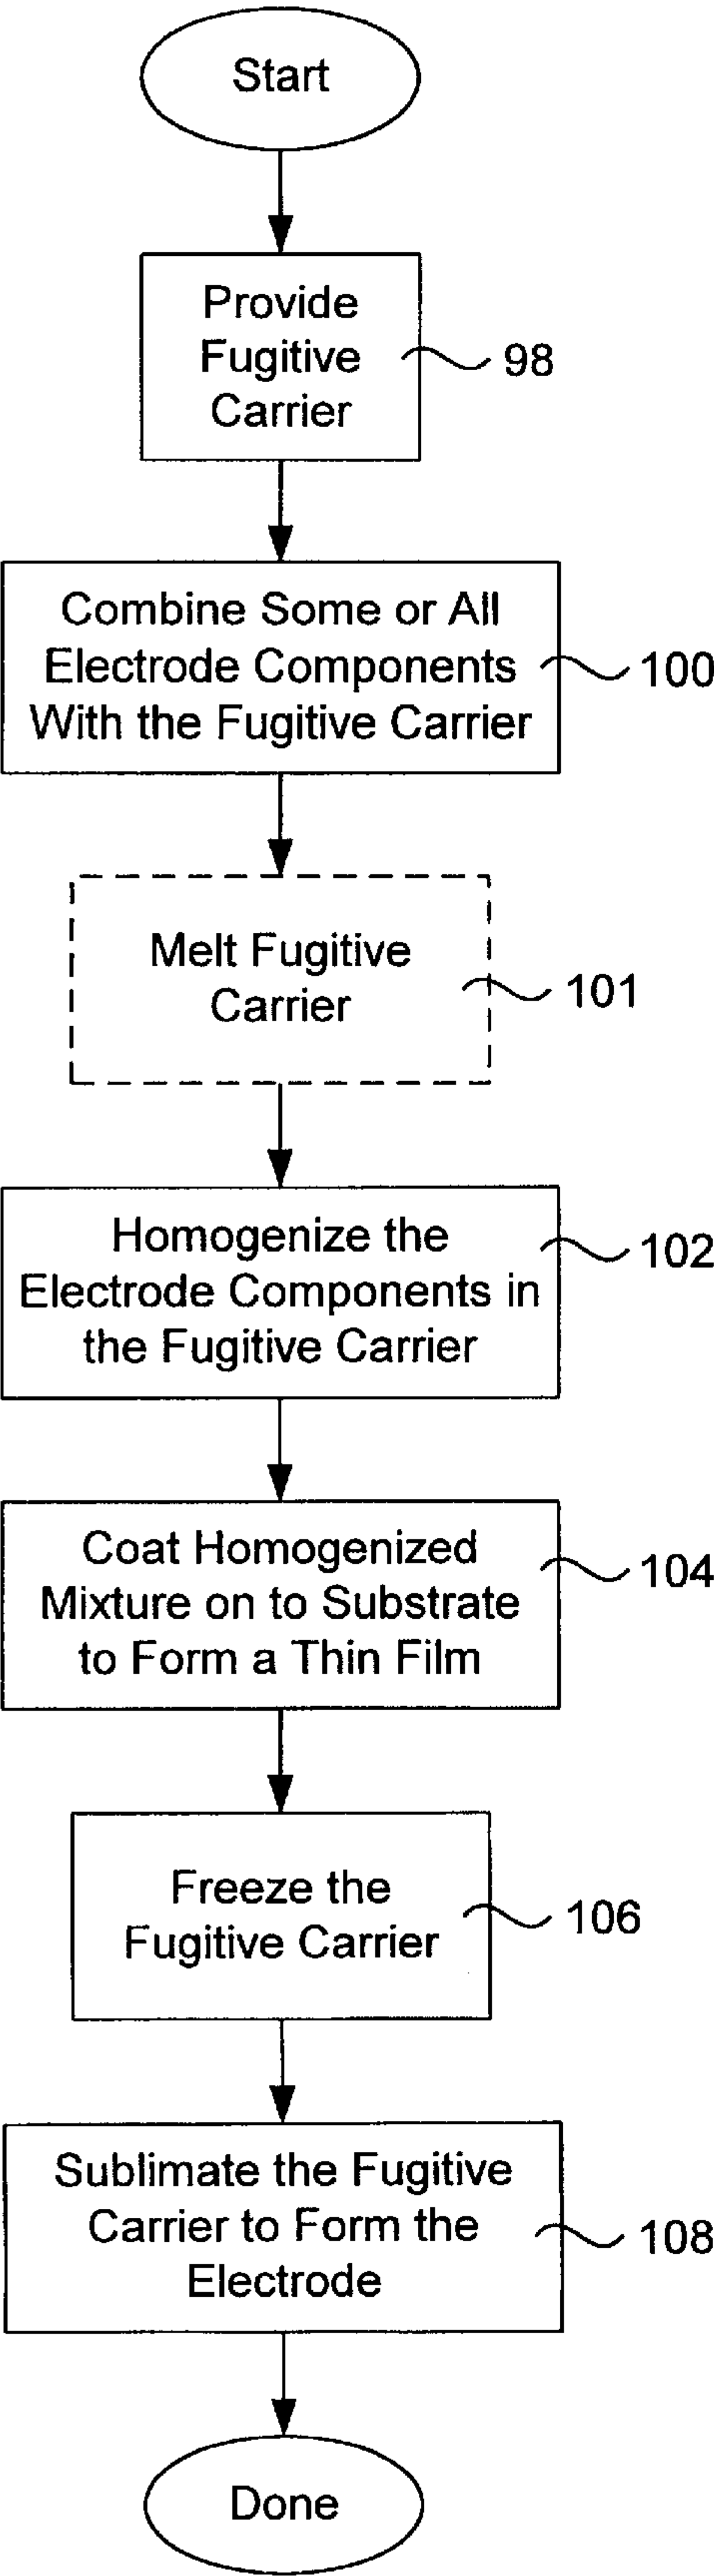 Start
Provide
Fugitive
Carrier
98
Combine Some or All
Electrode Components
With the Fugitive Carrier
100
Melt Fugitive
Carrier
101
Homogenize the
Electrode Components in
the Fugitive Carrier
102
Coat Homogenized
Mixture on to Substrate
to Form a Thin Film
104
Freeze the
Fugitive Carrier
106
Sublimate the Fugitive
Carrier to Form the
Electrode
108
Done